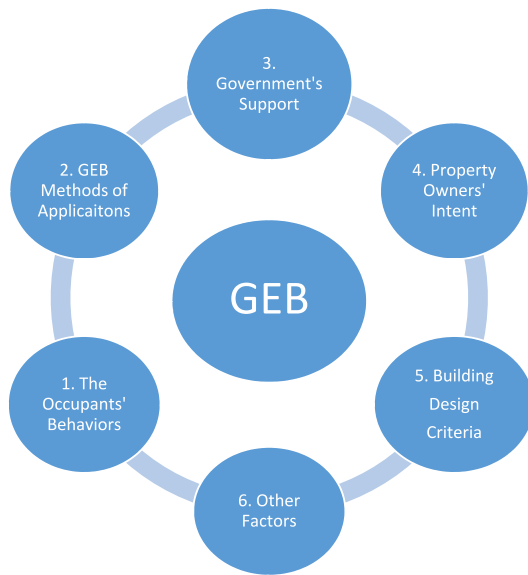 3.
Government's
Support
2. GEB
Methods of
Applicaitons
4. Property
Owners'
Intent
GEB
1. The
Occupants'
Behaviors
5. Building
Design
Criteria
6. Other
Factors